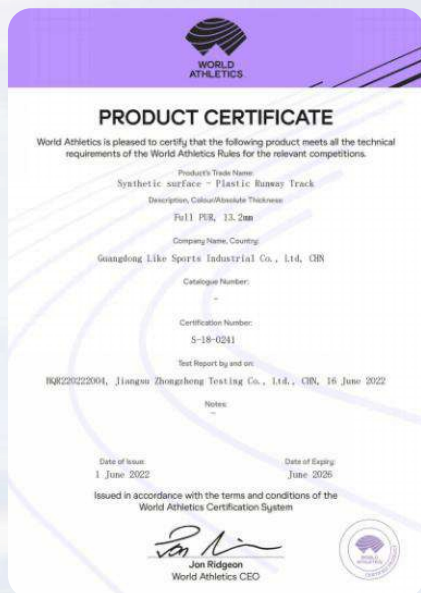 WORLD
ATHLETICS
PRODUCT CERTIFICATE
World Athletics is pleased to certify that the following product meets all the technical
requirements of the World Athletics Rules for the relevant competitions.
Product's Trade Name:
Synthetic surface - Plastic Runway Track
Description, Colour/Absolute Thickness:
Full PUR, 13.2mm
Company Name, Country:
Guangdong Like Sports Industrial Co., Ltd, CHN
Catalogue Number:
-
Certification Number:
S-18-0241
Test Report by and on:
HQR220222004, Jiangsu Zhongzheng Testing Co., Ltd., CHN, 16 June 2022
Notes:
-
Date of Issue:
1 June 2022
Date of Expiry:
June 2026
Issued in accordance with the terms and conditions of the
World Athletics Certification System
Jon Ridgeon
World Athletics CEO
WORLD
ATHLETICS